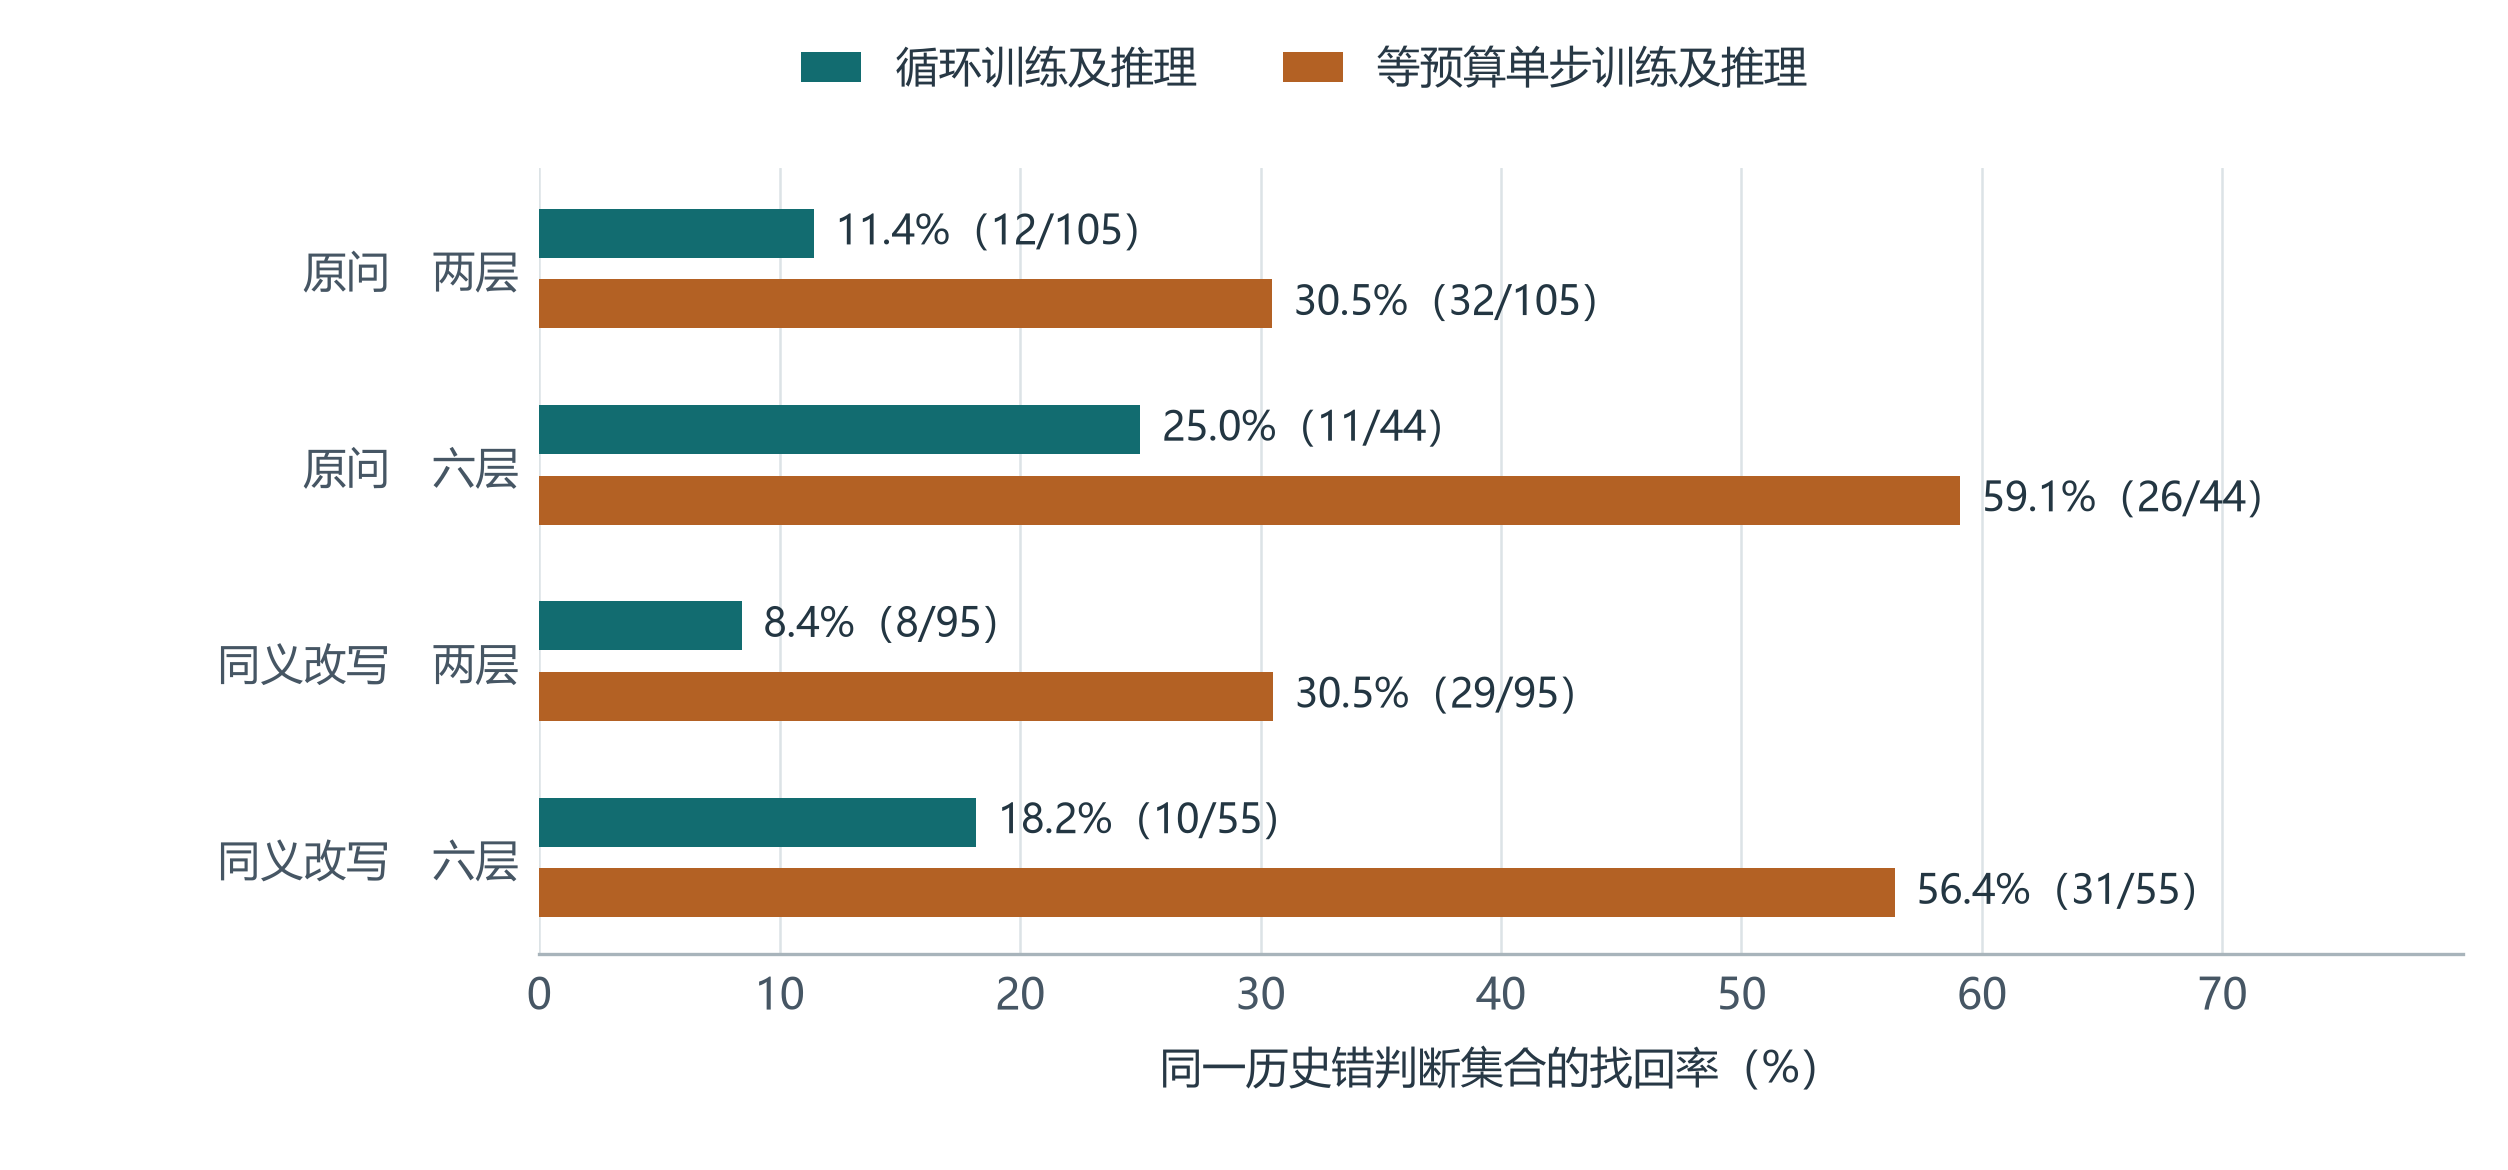 循环训练及推理 等预算单步训练及推理
原问 两层
11.4% (12/105)
30.5% (32/105)
原问 六层
25.0% (11/44)
59.1% (26/44)
同义改写 两层
8.4% (8/95)
30.5% (29/95)
同义改写 六层
18.2% (10/55)
56.4% (31/55)
0 10 20 30 40 50 60 70
同一历史错判断集合的找回率 (%)